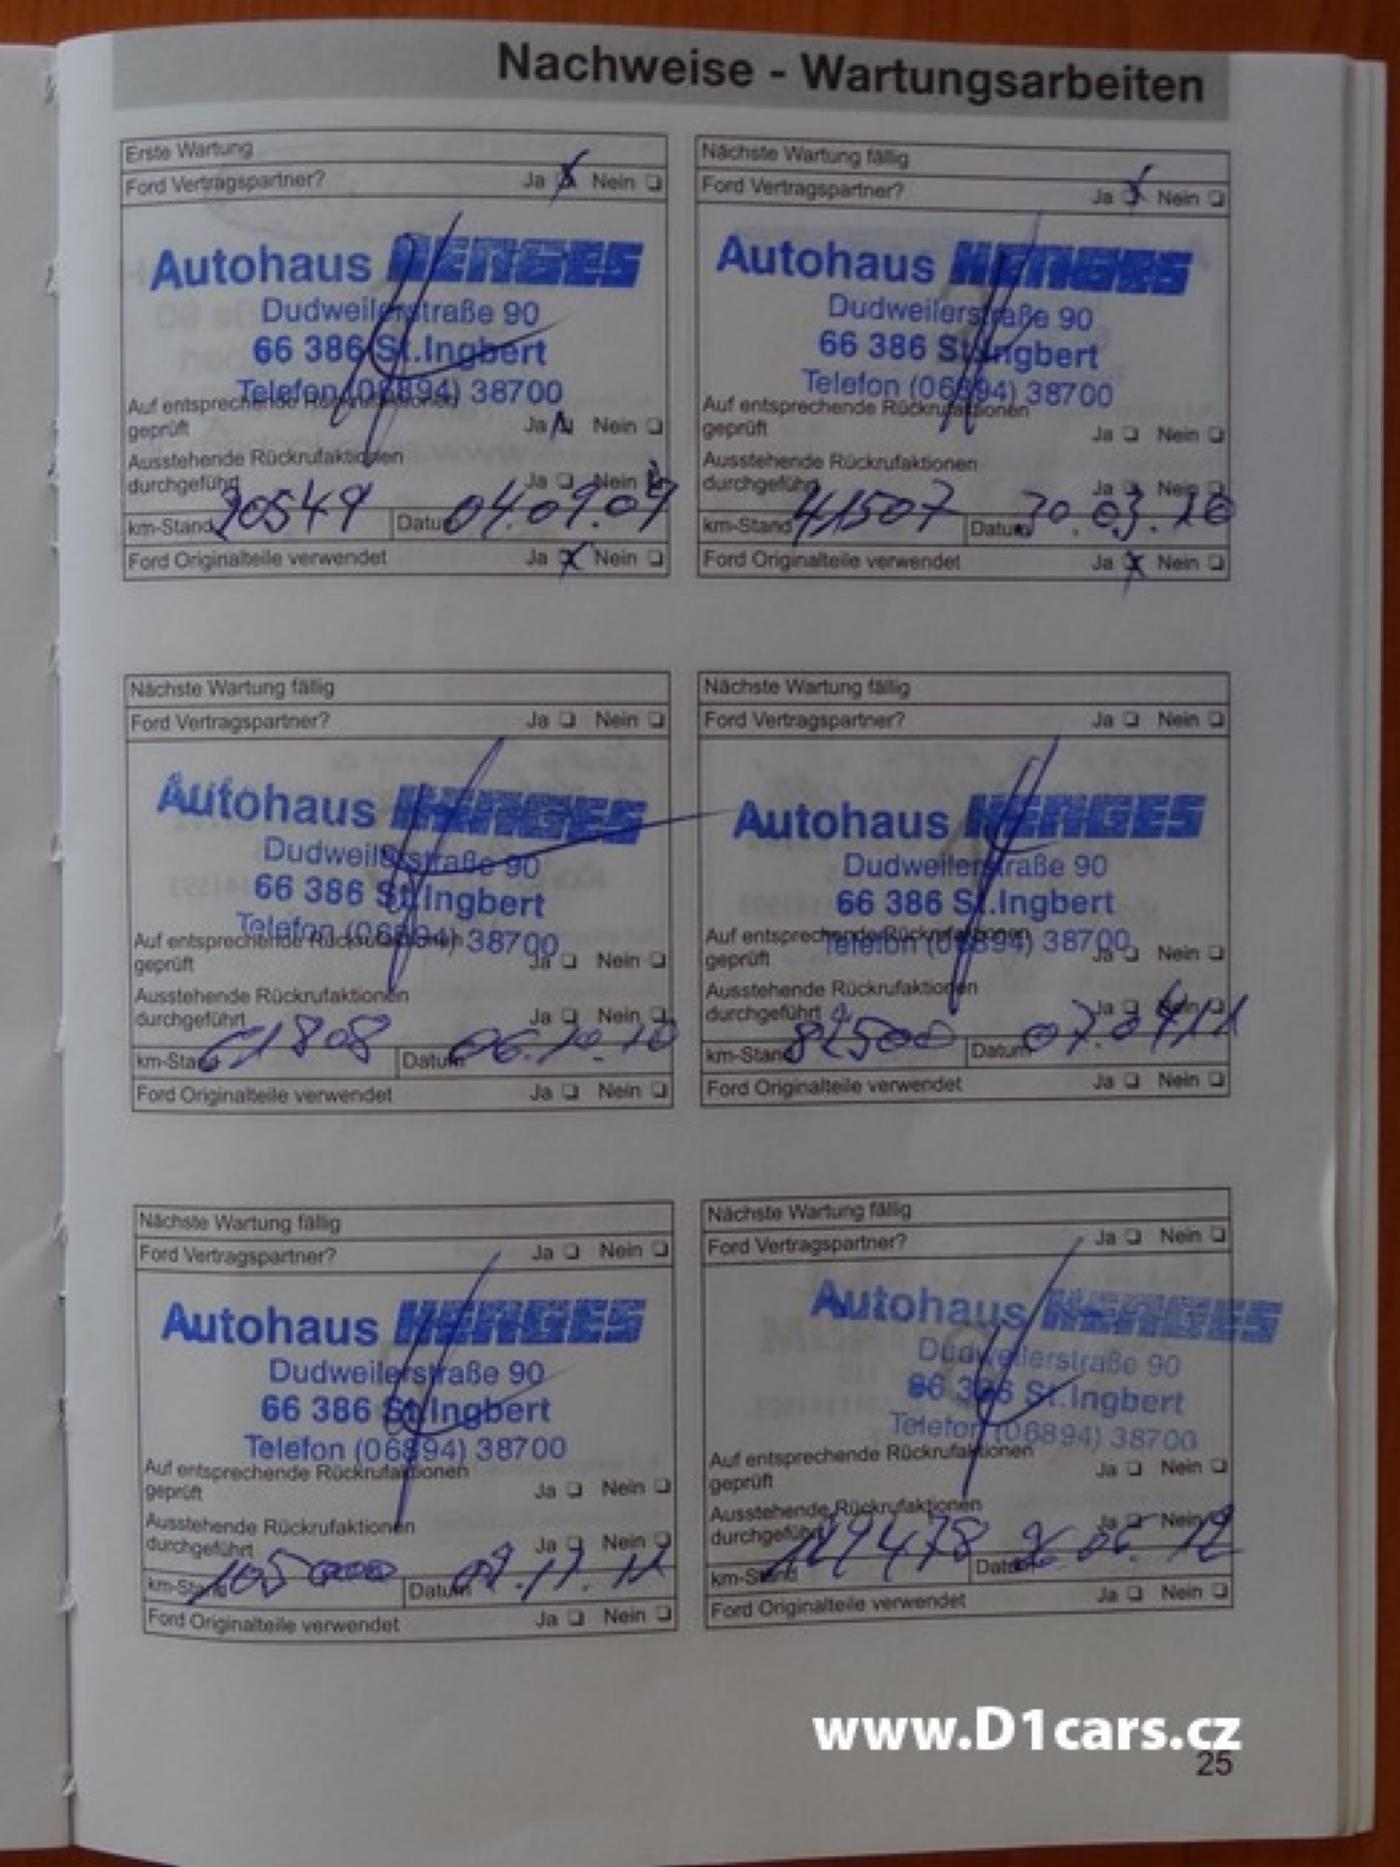 Nachweise - Wartungsarbeiten
Erste Wartung
Ford Vertragspartner? Ja Nein
Autohaus HENGES
Dudweilerstraße 90
66 386 St.Ingbert
Telefon (06894) 38700
Auf entsprechende Rückrufaktionen
geprüft Ja Nein
Ausstehende Rückrufaktionen
durchgeführt Ja Nein
km-Stand 20549 Datum 04.09.09
Ford Originalteile verwendet Ja Nein
Nächste Wartung fällig
Ford Vertragspartner? Ja Nein
Autohaus HENGES
Dudweilerstraße 90
66 386 St.Ingbert
Telefon (06894) 38700
Auf entsprechende Rückrufaktionen
geprüft Ja Nein
Ausstehende Rückrufaktionen
durchgeführt Ja Nein
km-Stand 41507 Datum 30.03.10
Ford Originalteile verwendet Ja Nein
Nächste Wartung fällig
Ford Vertragspartner? Ja Nein
Autohaus HENGES
Dudweilerstraße 90
66 386 St.Ingbert
Telefon (06894) 38700
Auf entsprechende Rückrufaktionen
geprüft Ja Nein
Ausstehende Rückrufaktionen
durchgeführt Ja Nein
km-Stand 61808 Datum 06.10.10
Ford Originalteile verwendet Ja Nein
Nächste Wartung fällig
Ford Vertragspartner? Ja Nein
Autohaus HENGES
Dudweilerstraße 90
66 386 St.Ingbert
Telefon (06894) 38700
Auf entsprechende Rückrufaktionen
geprüft Ja Nein
Ausstehende Rückrufaktionen
durchgeführt Ja Nein
km-Stand 82500 Datum 07.04.11
Ford Originalteile verwendet Ja Nein
Nächste Wartung fällig
Ford Vertragspartner? Ja Nein
Autohaus HENGES
Dudweilerstraße 90
66 386 St.Ingbert
Telefon (06894) 38700
Auf entsprechende Rückrufaktionen
geprüft Ja Nein
Ausstehende Rückrufaktionen
durchgeführt Ja Nein
km-Stand 105000 Datum
Ford Originalteile verwendet Ja Nein
Nächste Wartung fällig
Ford Vertragspartner? Ja Nein
Autohaus HENGES
Dudweilerstraße 90
66 386 St.Ingbert
Telefon (06894) 38700
Auf entsprechende Rückrufaktionen
geprüft Ja Nein
Ausstehende Rückrufaktionen
durchgeführt Ja Nein
km-Stand Datum
Ford Originalteile verwendet Ja Nein
www.D1cars.cz
25